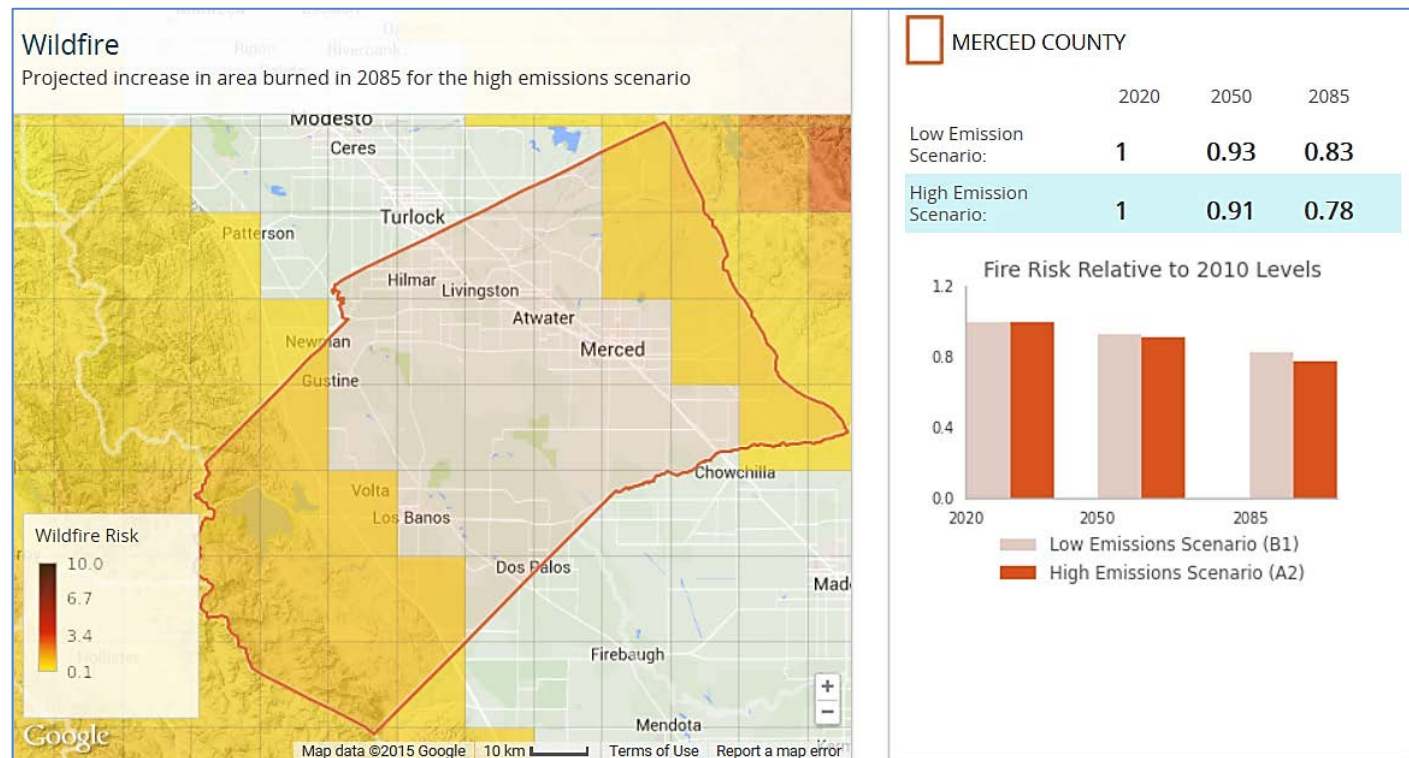 Wildfire
Projected increase in area burned in 2085 for the high emissions scenario
Ripon
Riverbank
Modesto
Ceres
Turlock
Patterson
Hilmar
Livingston
Atwater
Newman
Merced
Gustine
Chowchilla
Volta
Los Banos
Dos Palos
Firebaugh
Mendota
Wildfire Risk
10.0
6.7
3.4
0.1
Hollister
+
−
Google
Map data ©2015 Google
10 km
Terms of Use
Report a map error
MERCED COUNTY
2020 2050 2085
Low Emission
Scenario: 1 0.93 0.83
High Emission
Scenario: 1 0.91 0.78
Fire Risk Relative to 2010 Levels
1.2
0.8
0.4
0.0
2020 2050 2085
Low Emissions Scenario (B1)
High Emissions Scenario (A2)